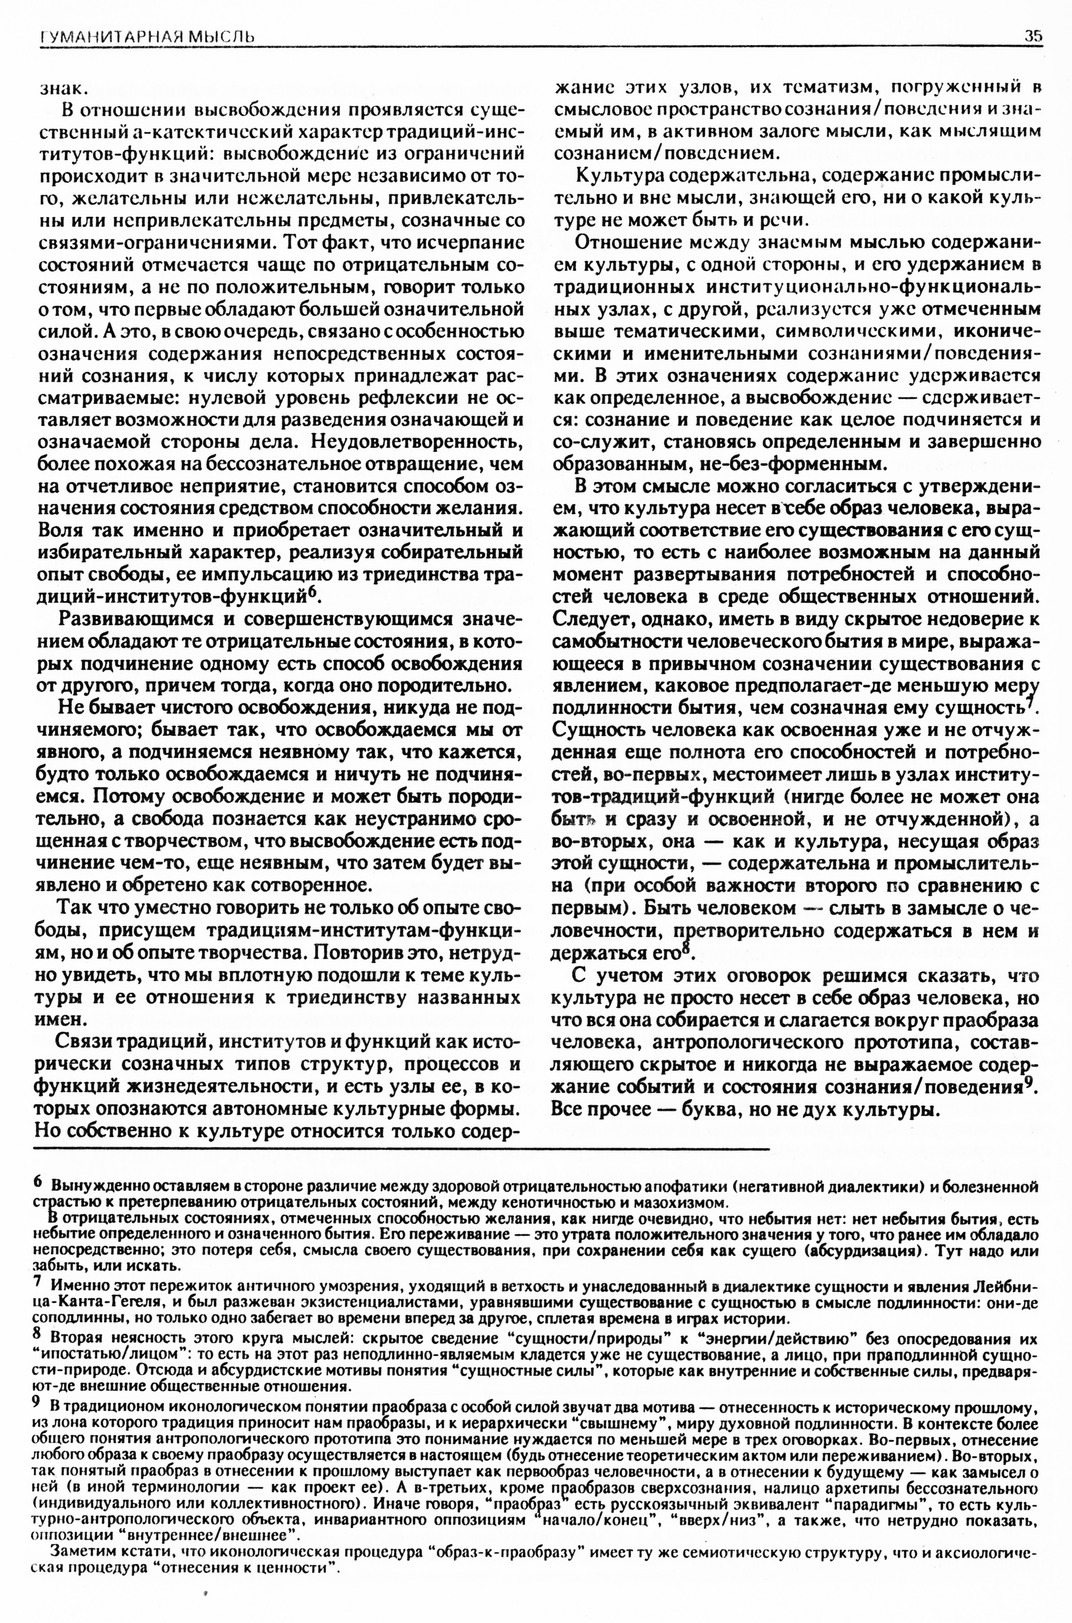 ГУМАНИТАРНАЯ МЫСЛЬ 35
знак.
В отношении высвобождения проявляется суще-
ственный а-катектический характер традиций-инс-
титутов-функций: высвобождение из ограничений
происходит в значительной мере независимо от то-
го, желательны или нежелательны, привлекатель-
ны или непривлекательны предметы, означные со
связями-ограничениями. Тот факт, что исчерпание
состояний отмечается чаще по отрицательным со-
стояниям, а не по положительным, говорит только
о том, что первые обладают большей означительной
силой. А это, в свою очередь, связано с особенностью
означения содержания непосредственных состоя-
ний сознания, к числу которых принадлежат рас-
сматриваемые: нулевой уровень рефлексии не ос-
тавляет возможности для разведения означающей и
означаемой стороны дела. Неудовлетворенность,
более похожая на бессознательное отвращение, чем
на отчетливое неприятие, становится способом оз-
начения состояния средством способности желания.
Воля так именно и приобретает означительный и
избирательный характер, реализуя собирательный
опыт свободы, ее импульсацию из триединства тра-
диций-институтов-функций⁶.
Развивающимся и совершенствующимся значе-
нием обладают те отрицательные состояния, в кото-
рых подчинение одному есть способ освобождения
от другого, причем тогда, когда оно породительно.
Не бывает чистого освобождения, никуда не под-
чиняемого; бывает так, что освобождаемся мы от
явного, а подчиняемся неявному так, что кажется,
будто только освобождаемся и ничуть не подчиня-
емся. Потому освобождение и может быть породи-
тельно, а свобода познается как неустранимо сро-
щенная с творчеством, что высвобождение есть под-
чинение чем-то, еще неявным, что затем будет вы-
явлено и обретено как сотворенное.
Так что уместно говорить не только об опыте сво-
боды, присущем традициям-институтам-функци-
ям, но и об опыте творчества. Повторив это, нетруд-
но увидеть, что мы вплотную подошли к теме куль-
туры и ее отношения к триединству названных
имен.
Связи традиций, институтов и функций как исто-
рически означных типов структур, процессов и
функций жизнедеятельности, и есть узлы ее, в ко-
торых опознаются автономные культурные формы.
Но собственно к культуре относится только содер-
жание этих узлов, их тематизм, погруженный в
смысловое пространство сознания/поведения и зна-
емый им, в активном залоге мысли, как мыслящим
сознанием/поведением.
Культура содержательна, содержание промысли-
тельно и вне мысли, знающей его, ни о какой куль-
туре не может быть и речи.
Отношение между знаемым мыслью содержани-
ем культуры, с одной стороны, и его удержанием в
традиционных институционально-функциональ-
ных узлах, с другой, реализуется уже отмеченным
выше тематическими, символическими, икониче-
скими и именительными сознаниями/поведения-
ми. В этих означениях содержание удерживается
как определенное, а высвобождение — сдерживает-
ся: сознание и поведение как целое подчиняется и
со-служит, становясь определенным и завершенно
образованным, не-без-форменным.
В этом смысле можно согласиться с утверждени-
ем, что культура несет в себе образ человека, выра-
жающий соответствие его существования с его сущ-
ностью, то есть с наиболее возможным на данный
момент развертывания потребностей и способно-
стей человека в среде общественных отношений.
Следует, однако, иметь в виду скрытое недоверие к
самобытности человеческого бытия в мире, выража-
ющееся в привычном созначении существования с
явлением, каковое предполагает-де меньшую меру
подлинности бытия, чем созначная ему сущность⁷.
Сущность человека как освоенная уже и не отчуж-
денная еще полнота его способностей и потребно-
стей, во-первых, местоимеет лишь в узлах институ-
тов-традиций-функций (нигде более не может она
быть и сразу и освоенной, и не отчужденной), а
во-вторых, она — как и культура, несущая образ
этой сущности, — содержательна и промыслитель-
на (при особой важности второго по сравнению с
первым). Быть человеком — слыть в замысле о че-
ловечности, претворительно содержаться в нем и
держаться его⁸.
С учетом этих оговорок решимся сказать, что
культура не просто несет в себе образ человека, но
что вся она собирается и слагается вокруг праобраза
человека, антропологического прототипа, состав-
ляющего скрытое и никогда не выражаемое содер-
жание событий и состояния сознания/поведения⁹.
Все прочее — буква, но не дух культуры.
6 Вынужденно оставляем в стороне различие между здоровой отрицательностью апофатики (негативной диалектики) и болезненной
страстью к претерпеванию отрицательных состояний, между кенотичностью и мазохизмом.
В отрицательных состояниях, отмеченных способностью желания, как нигде очевидно, что небытия нет: нет небытия бытия, есть
небытие определенного и означенного бытия. Его переживание — это утрата положительного значения у того, что ранее им обладало
непосредственно; это потеря себя, смысла своего существования, при сохранении себя как сущего (абсурдизация). Тут надо или
забыть, или искать.
7 Именно этот пережиток античного умозрения, уходящий в ветхость и унаследованный в диалектике сущности и явления Лейбни-
ца-Канта-Гегеля, и был разжеван экзистенциалистами, уравнявшими существование с сущностью в смысле подлинности: они-де
соподлинны, но только одно забегает во времени вперед за другое, сплетая времена в играх истории.
8 Вторая неясность этого круга мыслей: скрытое сведение "сущности/природы" к "энергии/действию" без опосредования их
"ипостатью/лицом": то есть на этот раз неподлинно-являемым кладется уже не существование, а лицо, при праподлинной сущно-
сти-природе. Отсюда и абсурдистские мотивы понятия "сущностные силы", которые как внутренние и собственные силы, предваря-
ют-де внешние общественные отношения.
9 В традиционом иконологическом понятии праобраза с особой силой звучат два мотива — отнесенность к историческому прошлому,
из лона которого традиция приносит нам праобразы, и к иерархически "свышнему", миру духовной подлинности. В контексте более
общего понятия антропологического прототипа это понимание нуждается по меньшей мере в трех оговорках. Во-первых, отнесение
любого образа к своему праобразу осуществляется в настоящем (будь отнесение теоретическим актом или переживанием). Во-вторых,
так понятый праобраз в отнесении к прошлому выступает как первообраз человечности, а в отнесении к будущему — как замысел о
ней (в иной терминологии — как проект ее). А в-третьих, кроме праобразов сверхсознания, налицо архетипы бессознательного
(индивидуального или коллективностного). Иначе говоря, "праобраз" есть русскоязычный эквивалент "парадигмы", то есть куль-
турно-антропологического объекта, инвариантного оппозициям "начало/конец", "вверх/низ", а также, что нетрудно показать,
оппозиции "внутреннее/внешнее".
Заметим кстати, что иконологическая процедура "образ-к-праобразу" имеет ту же семиотическую структуру, что и аксиологиче-
ская процедура "отнесения к ценности".